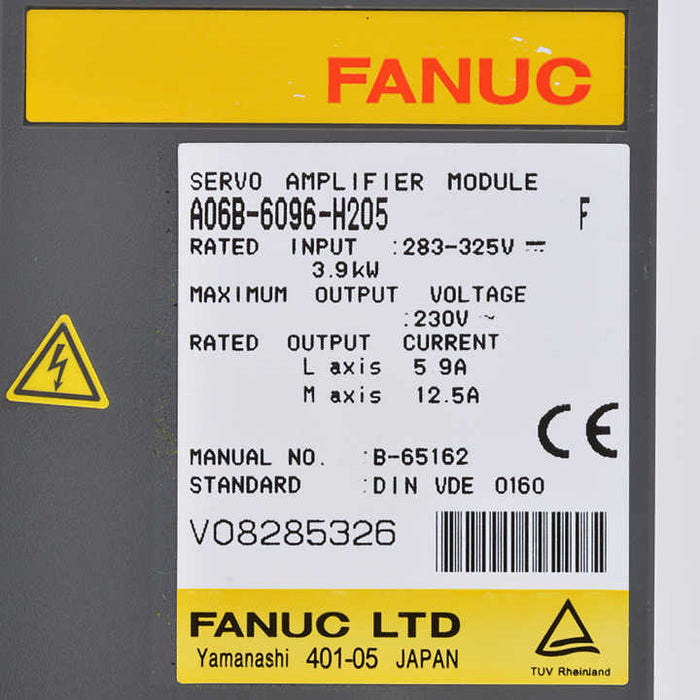 FANUC
SERVO AMPLIFIER MODULE
A06B-6096-H205 F
RATED INPUT :283-325V ⎓
3.9kW
MAXIMUM OUTPUT VOLTAGE
:230V ~
RATED OUTPUT CURRENT
L axis 5 9A
M axis 12.5A
CE
MANUAL NO. :B-65162
STANDARD :DIN VDE 0160
V08285326
FANUC LTD
Yamanashi 401-05 JAPAN
TUV Rheinland